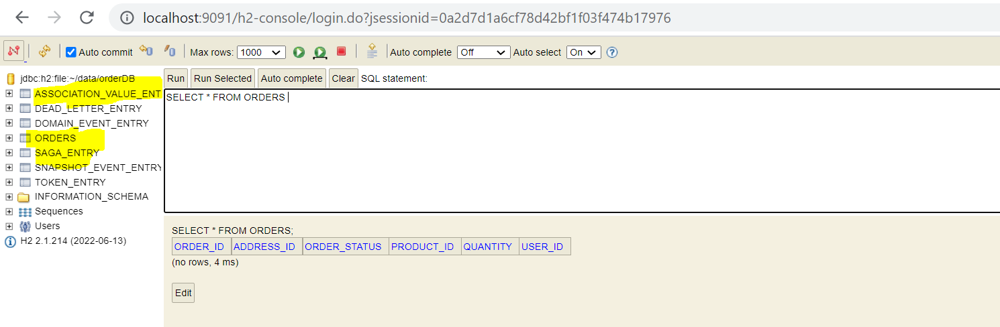 localhost:9091/h2-console/login.do?jsessionid=0a2d7d1a6cf78d42bf1f03f474b17976
Auto commit Max rows: 1000 Auto complete Off Auto select On
jdbc:h2:file:~/data/orderDB
ASSOCIATION_VALUE_ENT
DEAD_LETTER_ENTRY
DOMAIN_EVENT_ENTRY
ORDERS
SAGA_ENTRY
SNAPSHOT_EVENT_ENTRY
TOKEN_ENTRY
INFORMATION_SCHEMA
Sequences
Users
H2 2.1.214 (2022-06-13)
Run Run Selected Auto complete Clear SQL statement:
SELECT * FROM ORDERS
SELECT * FROM ORDERS;
ORDER_ID ADDRESS_ID ORDER_STATUS PRODUCT_ID QUANTITY USER_ID
(no rows, 4 ms)
Edit